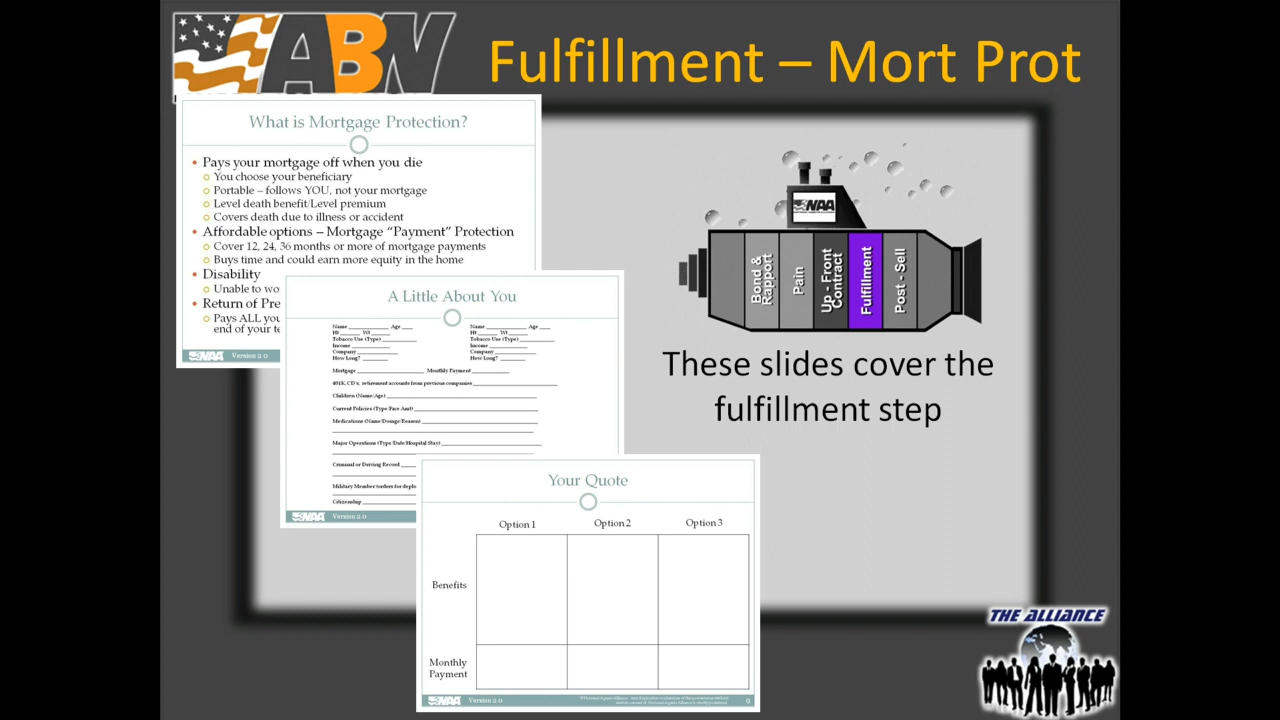 ABN
Fulfillment – Mort Prot
What is Mortgage Protection?
• Pays your mortgage off when you die
You choose your beneficiary
Portable – follows YOU, not your mortgage
Level death benefit/Level premium
Covers death due to illness or accident
• Affordable options – Mortgage “Payment” Protection
Cover 12, 24, 36 months or more of mortgage payments
Buys time and could earn more equity in the home
• Disability
Unable to wo
• Return of Pre
Pays ALL you
end of your te
NAA Version 2.0
A Little About You
Name Age Name Age
Ht Wt Ht Wt
Tobacco Use (Type) Tobacco Use (Type)
Income Income
Company Company
How Long? How Long?
Mortgage Monthly Payment
401K, CD's, retirement accounts from previous companies
Children (Name/Age)
Current Policies (Type/Face Amt)
Medications (Name/Dosage/Reason)
Major Operations (Type/Date/Hospital Stay)
Criminal or Driving Record
Military Member (orders for deplo
Citizenship
NAA Version 2.0
Your Quote
Option 1 Option 2 Option 3
Benefits
Monthly
Payment
NAA Version 2.0 9
NAA
Bond &
Rapport
Pain
Up - Front
Contract
Fulfillment
Post - Sell
These slides cover the
fulfillment step
THE ALLIANCE